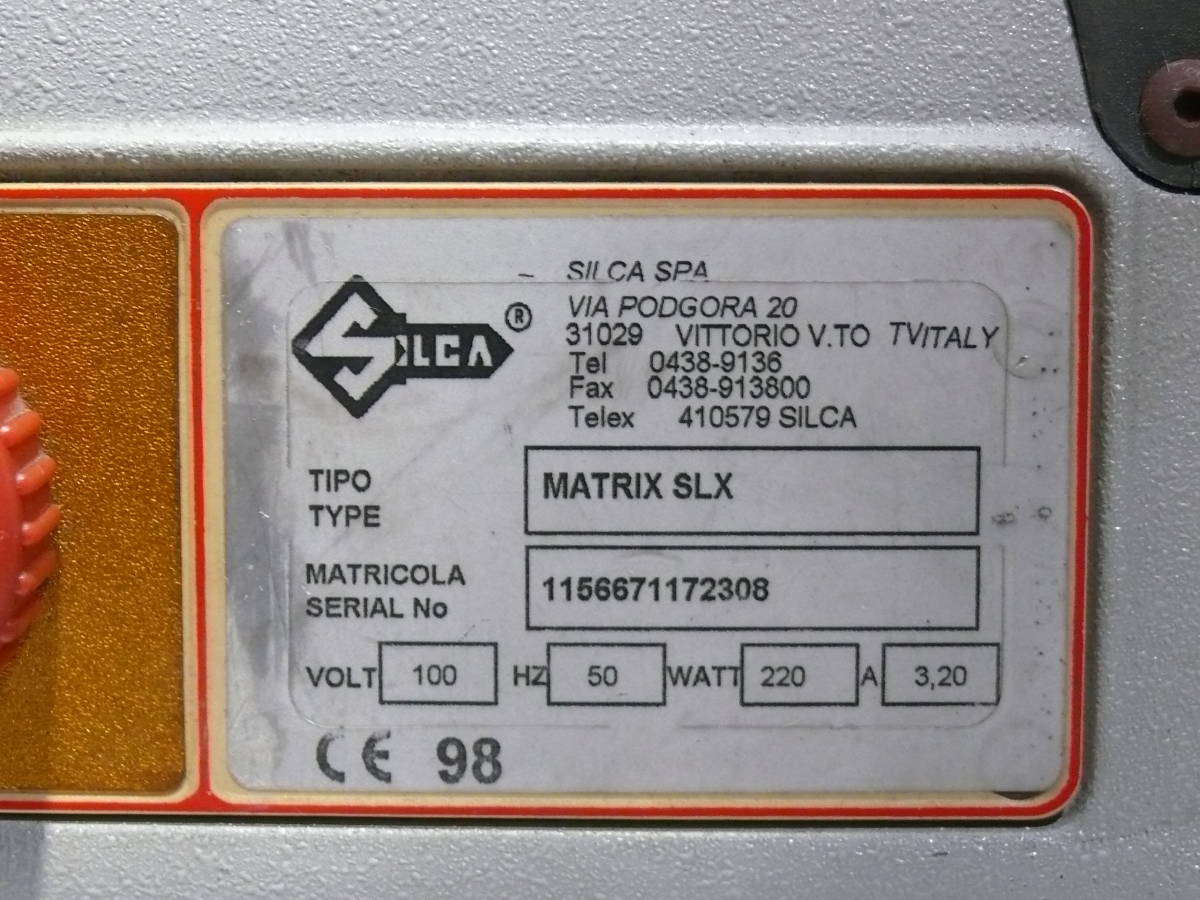 SILCA SPA
VIA PODGORA 20
31029 VITTORIO V.TO TVITALY
Tel 0438-9136
Fax 0438-913800
Telex 410579 SILCA
SILCA ®
TIPO
TYPE
MATRIX SLX
MATRICOLA
SERIAL No
1156671172308
VOLT 100 HZ 50 WATT 220 A 3,20
CE 98